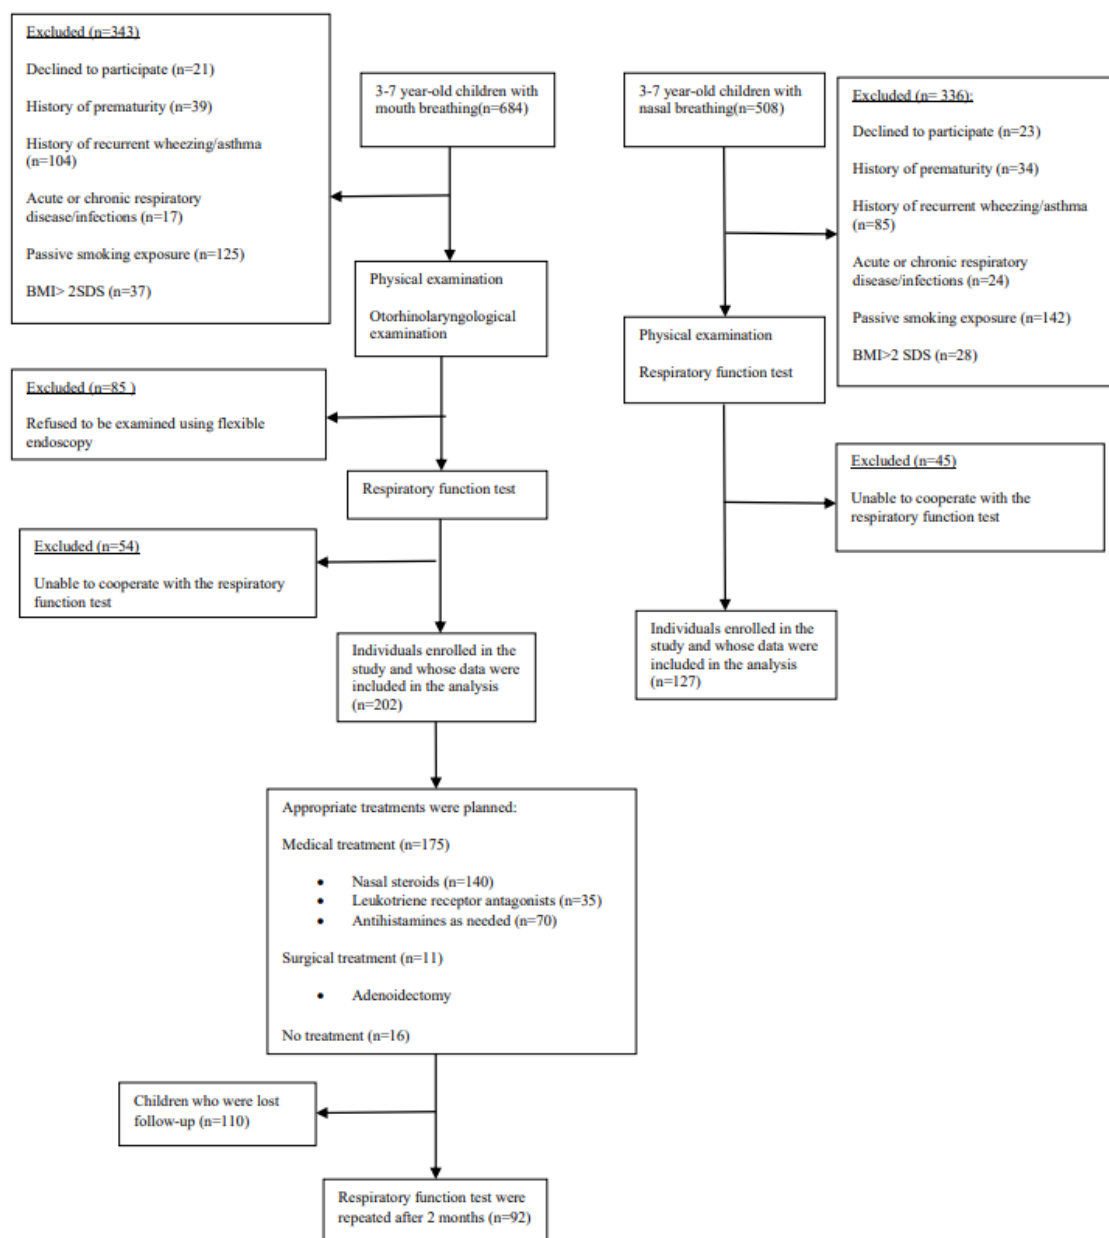 Excluded (n=343)
Declined to participate (n=21)
History of prematurity (n=39)
History of recurrent wheezing/asthma
(n=104)
Acute or chronic respiratory
disease/infections (n=17)
Passive smoking exposure (n=125)
BMI> 2SDS (n=37)
3-7 year-old children with
mouth breathing(n=684)
3-7 year-old children with
nasal breathing(n=508)
Excluded (n= 336):
Declined to participate (n=23)
History of prematurity (n=34)
History of recurrent wheezing/asthma
(n=85)
Acute or chronic respiratory
disease/infections (n=24)
Passive smoking exposure (n=142)
BMI>2 SDS (n=28)
Physical examination
Otorhinolaryngological
examination
Physical examination
Respiratory function test
Excluded (n=85 )
Refused to be examined using flexible
endoscopy
Respiratory function test
Excluded (n=45)
Unable to cooperate with the
respiratory function test
Excluded (n=54)
Unable to cooperate with the respiratory
function test
Individuals enrolled in the
study and whose data were
included in the analysis
(n=202)
Individuals enrolled in the
study and whose data were
included in the analysis
(n=127)
Appropriate treatments were planned:
Medical treatment (n=175)
• Nasal steroids (n=140)
• Leukotriene receptor antagonists (n=35)
• Antihistamines as needed (n=70)
Surgical treatment (n=11)
• Adenoidectomy
No treatment (n=16)
Children who were lost
follow-up (n=110)
Respiratory function test were
repeated after 2 months (n=92)